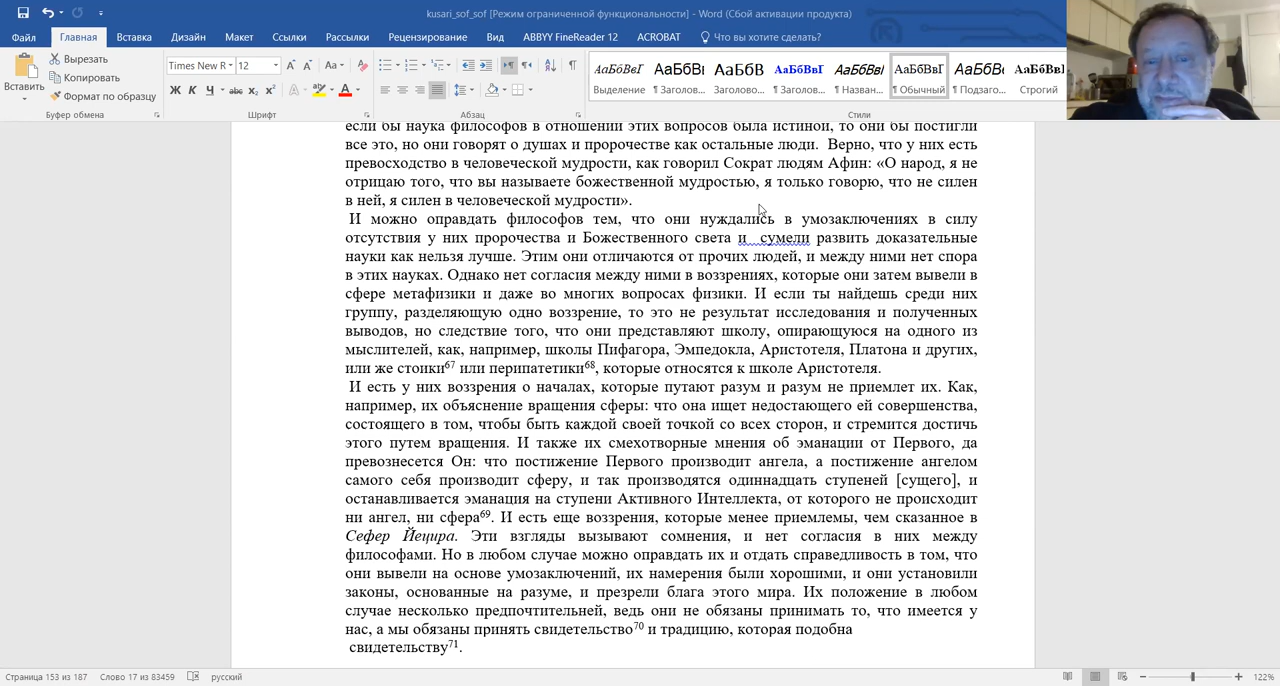 kusari_sof_sof [Режим ограниченной функциональности] - Word (Сбой активации продукта)
Файл Главная Вставка Дизайн Макет Ссылки Рассылки Рецензирование Вид ABBYY FineReader 12 ACROBAT Что вы хотите сделать?
Вставить
Вырезать
Копировать
Формат по образцу
Буфер обмена
Times New R 12
Ж К Ч abc x₂ x²
Шрифт
Абзац
АаБбВвГ АаБбВ АаБбВ АаБбВвГ АаБбВвІ АаБбВвГ АаБбВ АаБбВвГ
Выделение ¶ Заголов... Заголово... ¶ Заголов... ¶ Назван... ¶ Обычный ¶ Подзаго... Строгий
Стили
если бы наука философов в отношении этих вопросов была истиной, то они бы постигли
все это, но они говорят о душах и пророчестве как остальные люди. Верно, что у них есть
превосходство в человеческой мудрости, как говорил Сократ людям Афин: «О народ, я не
отрицаю того, что вы называете божественной мудростью, я только говорю, что не силен
в ней, я силен в человеческой мудрости».
И можно оправдать философов тем, что они нуждались в умозаключениях в силу
отсутствия у них пророчества и Божественного света и сумели развить доказательные
науки как нельзя лучше. Этим они отличаются от прочих людей, и между ними нет спора
в этих науках. Однако нет согласия между ними в воззрениях, которые они затем вывели в
сфере метафизики и даже во многих вопросах физики. И если ты найдешь среди них
группу, разделяющую одно воззрение, то это не результат исследования и полученных
выводов, но следствие того, что они представляют школу, опирающуюся на одного из
мыслителей, как, например, школы Пифагора, Эмпедокла, Аристотеля, Платона и других,
или же стоики⁶⁷ или перипатетики⁶⁸, которые относятся к школе Аристотеля.
И есть у них воззрения о началах, которые путают разум и разум не приемлет их. Как,
например, их объяснение вращения сферы: что она ищет недостающего ей совершенства,
состоящего в том, чтобы быть каждой своей точкой со всех сторон, и стремится достичь
этого путем вращения. И также их смехотворные мнения об эманации от Первого, да
превознесется Он: что постижение Первого производит ангела, а постижение ангелом
самого себя производит сферу, и так производятся одиннадцать ступеней [сущего], и
останавливается эманация на ступени Активного Интеллекта, от которого не происходит
ни ангел, ни сфера⁶⁹. И есть еще воззрения, которые менее приемлемы, чем сказанное в
Сефер Йецира. Эти взгляды вызывают сомнения, и нет согласия в них между
философами. Но в любом случае можно оправдать их и отдать справедливость в том, что
они вывели на основе умозаключений, их намерения были хорошими, и они установили
законы, основанные на разуме, и презрели блага этого мира. Их положение в любом
случае несколько предпочтительней, ведь они не обязаны принимать то, что имеется у
нас, а мы обязаны принять свидетельство⁷⁰ и традицию, которая подобна
свидетельству⁷¹.
Страница 153 из 187 Слово 17 из 83459 русский 122%